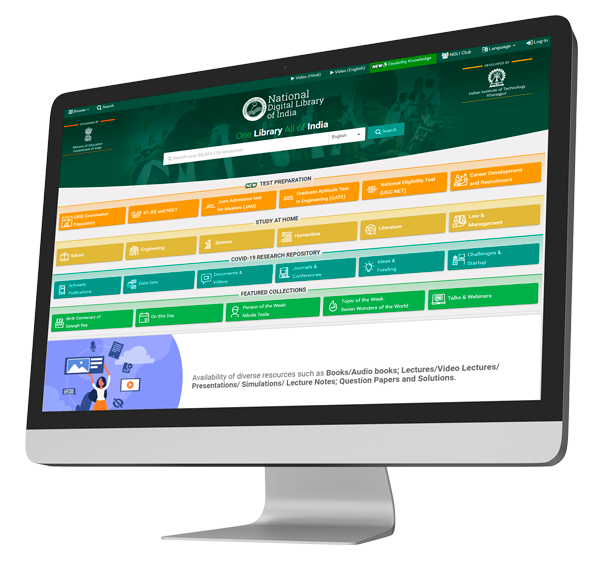 Video (Hindi)
Video (English)
NEW Disability Knowledge
NDLI Club
Language
Log-In
Browse
Search
SPONSORED BY
Ministry of Education
Government of India
National
Digital Library
of India
One Library All of India
DEVELOPED BY
Indian Institute of Technology
Kharagpur
English
Search
NEW TEST PREPARATION
CBSE Examination
Preparatory
IIT-JEE and NEET
Joint Admission test
for Masters (JAM)
Graduate Aptitude Test
in Engineering (GATE)
National Eligibility Test
(UGC NET)
Career Development
and Recruitment
STUDY AT HOME
School
Engineering
Science
Humanities
Literature
Law &
Management
COVID-19 RESEARCH REPOSITORY
Scholarly
Publications
Data Sets
Documents &
Videos
Journals &
Conferences
Ideas &
Funding
Challenges &
Startup
FEATURED COLLECTIONS
Birth Centenary of
Satyajit Ray
On this Day
Person of the Week:
Nikola Tesla
Topic of the Week:
Seven Wonders of the World
Talks & Webinars
Availability of diverse resources such as Books/Audio books; Lectures/Video Lectures/
Presentations/ Simulations/ Lecture Notes; Question Papers and Solutions.